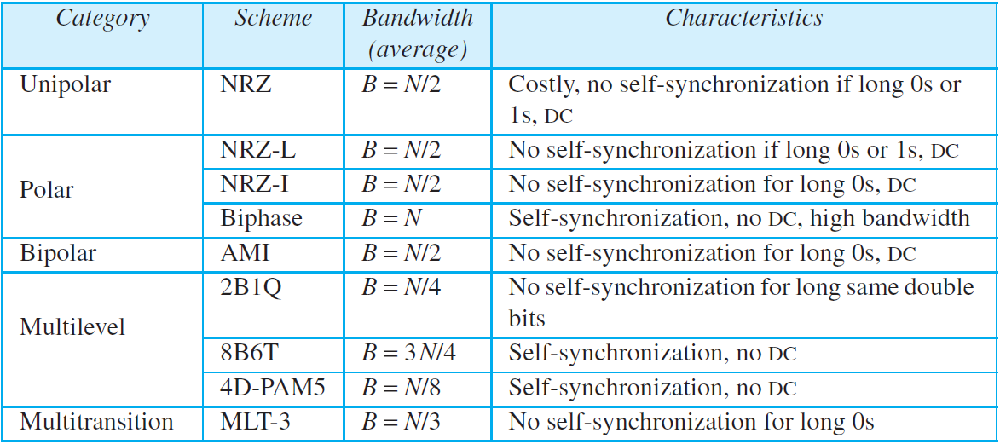 Category Scheme Bandwidth Characteristics
(average)
Unipolar NRZ B = N/2 Costly, no self-synchronization if long 0s or
1s, DC
Polar
NRZ-L B = N/2 No self-synchronization if long 0s or 1s, DC
NRZ-I B = N/2 No self-synchronization for long 0s, DC
Biphase B = N Self-synchronization, no DC, high bandwidth
Bipolar AMI B = N/2 No self-synchronization for long 0s, DC
Multilevel
2B1Q B = N/4 No self-synchronization for long same double
bits
8B6T B = 3N/4 Self-synchronization, no DC
4D-PAM5 B = N/8 Self-synchronization, no DC
Multitransition MLT-3 B = N/3 No self-synchronization for long 0s